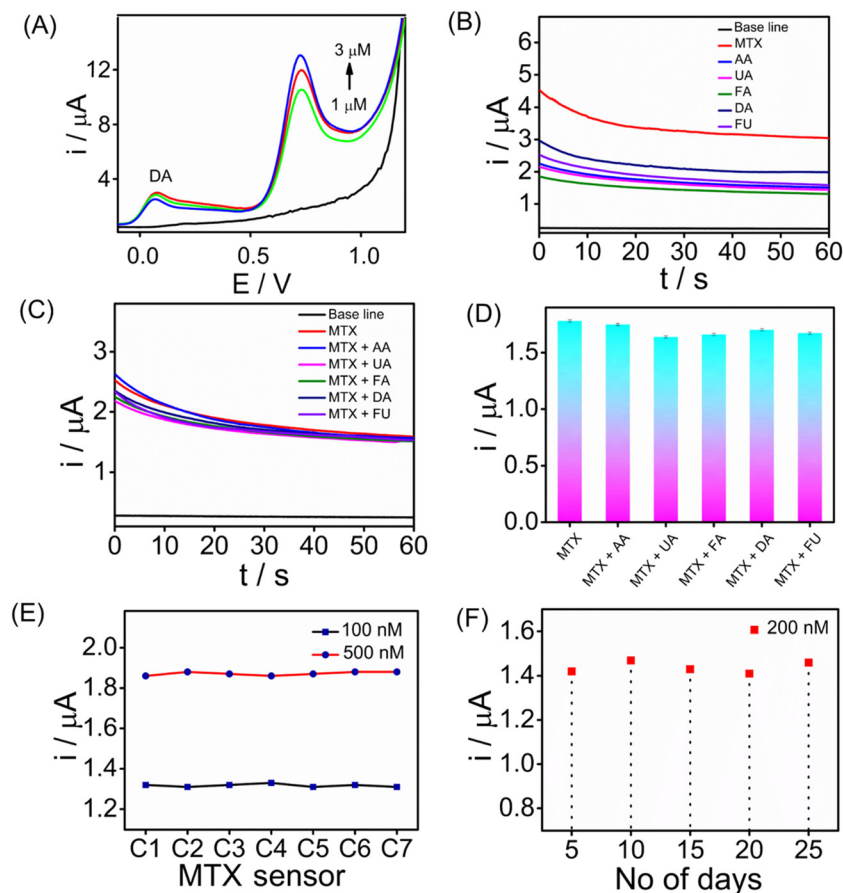 (A)
12
8
4
i / μA
DA
3 μM
1 μM
0.0 0.5 1.0
E / V
(B)
6
5
4
3
2
1
i / μA
Base line
MTX
AA
UA
FA
DA
FU
0 10 20 30 40 50 60
t / s
(C)
3
2
1
i / μA
Base line
MTX
MTX + AA
MTX + UA
MTX + FA
MTX + DA
MTX + FU
0 10 20 30 40 50 60
t / s
(D)
1.5
1.0
0.5
0.0
i / μA
MTX
MTX + AA
MTX + UA
MTX + FA
MTX + DA
MTX + FU
(E)
2.0
1.8
1.6
1.4
1.2
i / μA
100 nM
500 nM
C1 C2 C3 C4 C5 C6 C7
MTX sensor
(F)
1.6
1.4
1.2
1.0
0.8
i / μA
200 nM
5 10 15 20 25
No of days